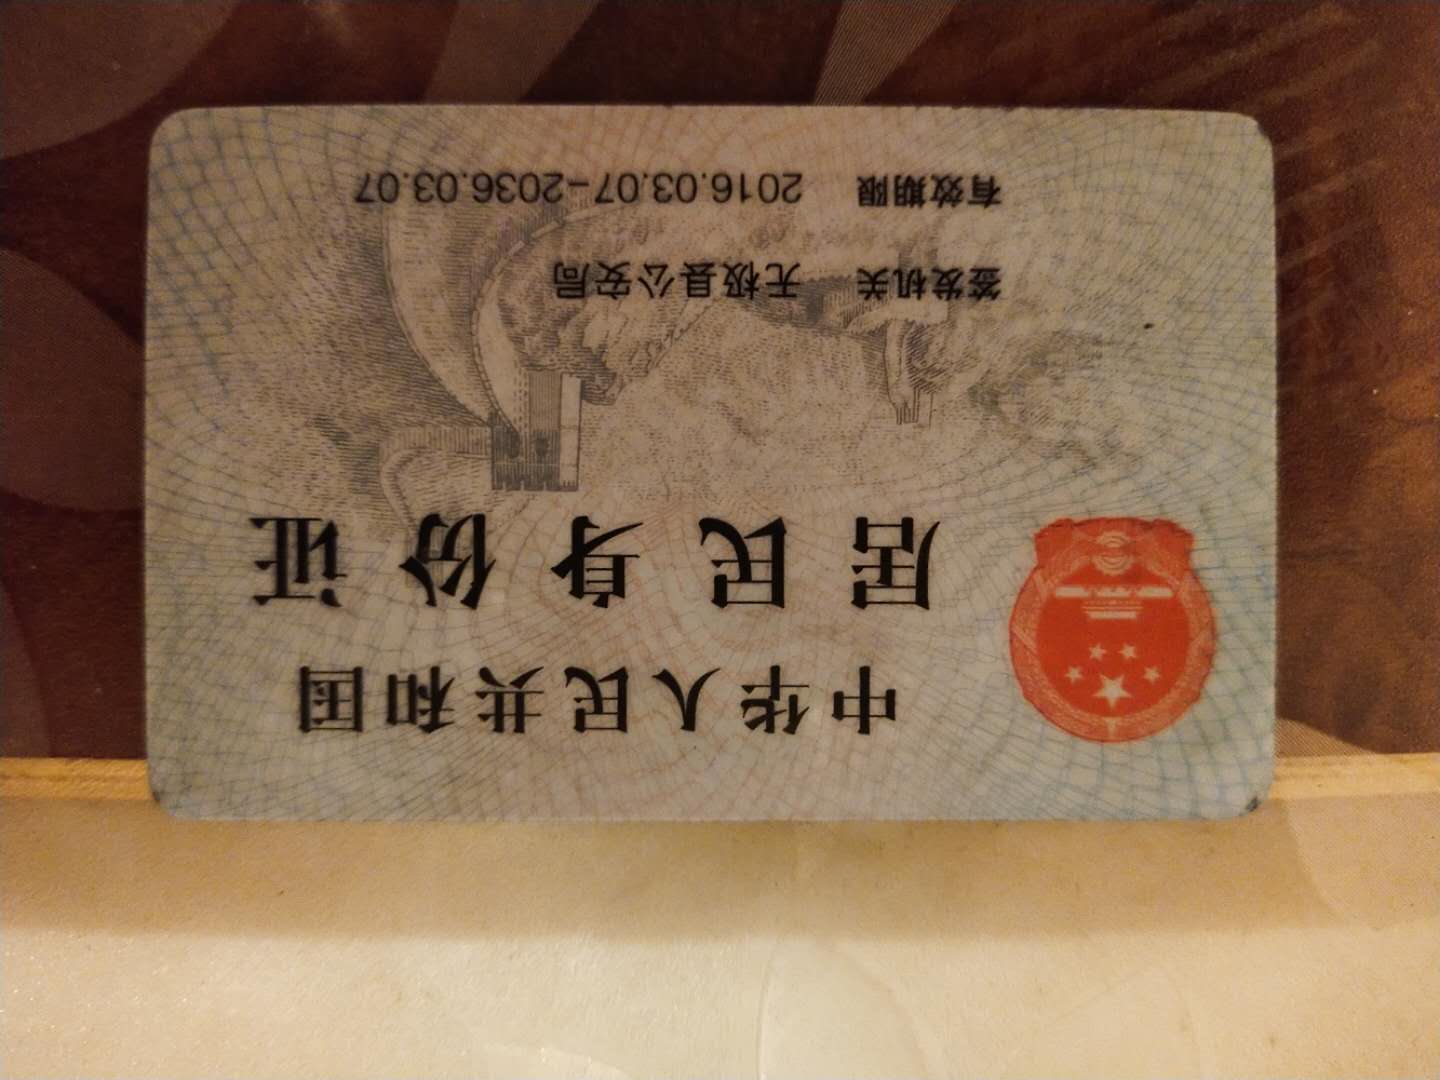 中华人民共和国
居民身份证
签发机关 无极县公安局
有效期限 2016.03.07-2036.03.07